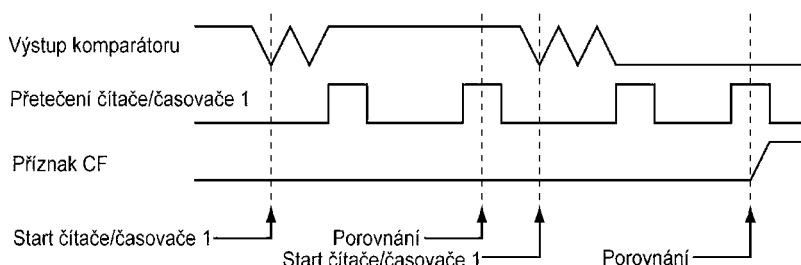 Výstup komparátoru
Přetečení čítače/časovače 1
Příznak CF
Start čítače/časovače 1
Porovnání
Start čítače/časovače 1
Porovnání